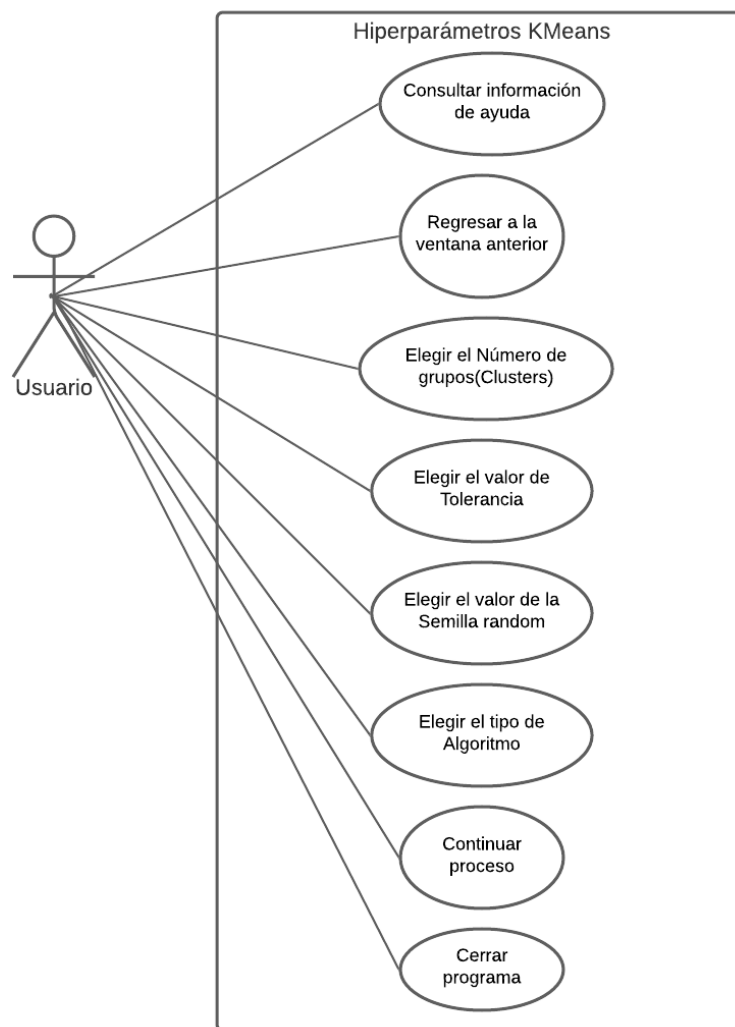 Hiperparámetros KMeans
Consultar información
de ayuda
Regresar a la
ventana anterior
Elegir el Número de
grupos(Clusters)
Usuario
Elegir el valor de
Tolerancia
Elegir el valor de la
Semilla random
Elegir el tipo de
Algoritmo
Continuar
proceso
Cerrar
programa